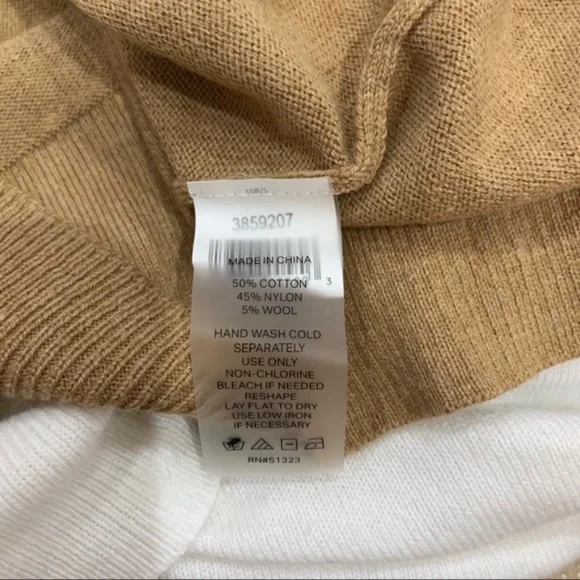 3859207
MADE IN CHINA
3
50% COTTON
45% NYLON
5% WOOL
HAND WASH COLD
SEPARATELY
USE ONLY
NON-CHLORINE
BLEACH IF NEEDED
RESHAPE
LAY FLAT TO DRY
USE LOW IRON
IF NECESSARY
RN#51323